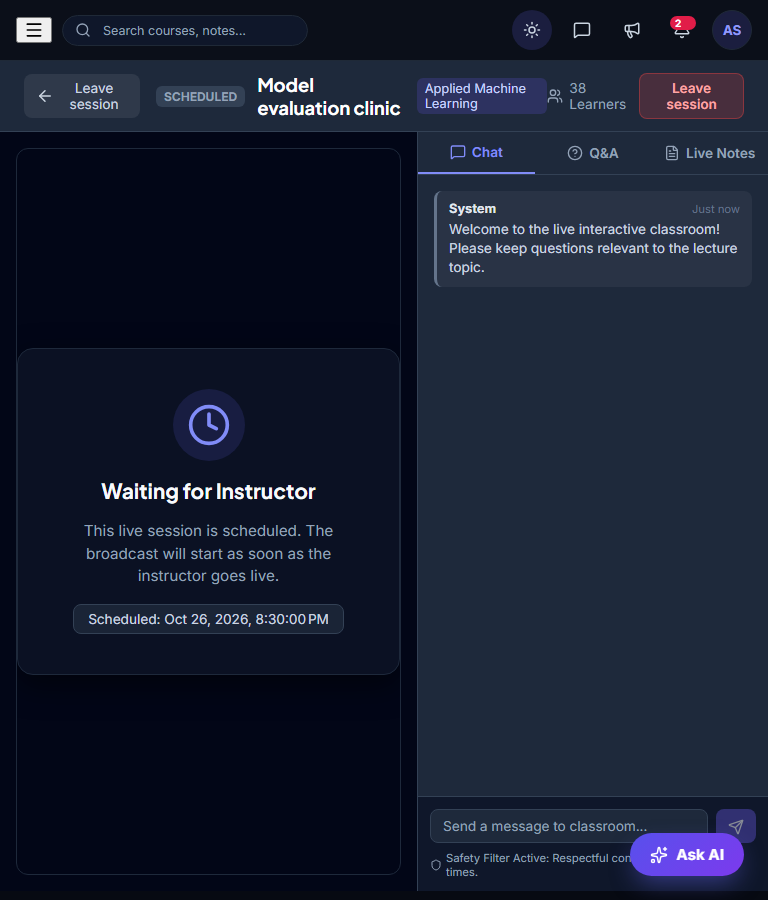 Search courses, notes...
2
AS
Leave
session
SCHEDULED
Model
evaluation clinic
Applied Machine
Learning
38
Learners
Leave
session
Chat
Q&A
Live Notes
System
Just now
Welcome to the live interactive classroom!
Please keep questions relevant to the lecture
topic.
Waiting for Instructor
This live session is scheduled. The
broadcast will start as soon as the
instructor goes live.
Scheduled: Oct 26, 2026, 8:30:00 PM
Send a message to classroom...
Safety Filter Active: Respectful
times.
Ask AI